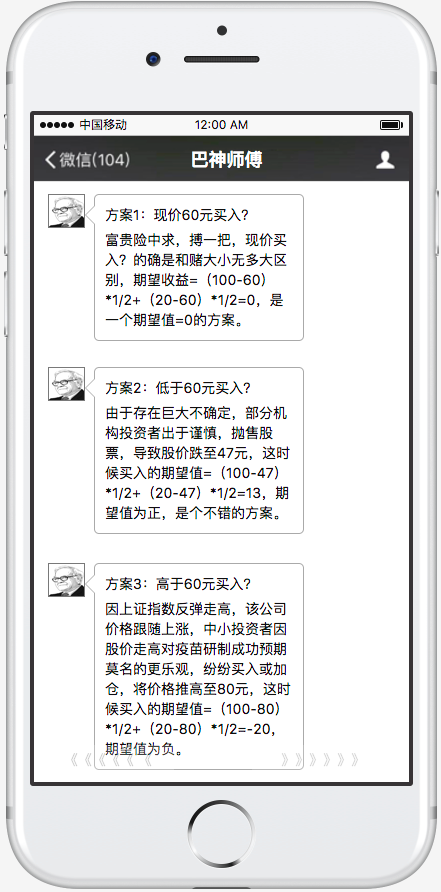 中国移动
12:00 AM
微信(104)
巴神师傅
方案1：现价60元买入?
富贵险中求，搏一把，现价买
入？的确是和赌大小无多大区
别，期望收益=（100-60）
*1/2+（20-60）*1/2=0，是
一个期望值=0的方案。
方案2：低于60元买入?
由于存在巨大不确定，部分机
构投资者出于谨慎，抛售股
票，导致股价跌至47元，这时
候买入的期望值=（100-47）
*1/2+（20-47）*1/2=13，期
望值为正，是个不错的方案。
方案3：高于60元买入?
因上证指数反弹走高，该公司
价格跟随上涨，中小投资者因
股价走高对疫苗研制成功预期
莫名的更乐观，纷纷买入或加
仓，将价格推高至80元，这时
候买入的期望值=（100-80）
*1/2+（20-80）*1/2=-20，
期望值为负。
《《《《《《 》》》》》》